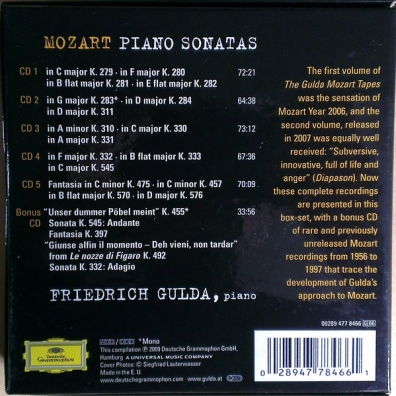 MOZART PIANO SONATAS
CD 1 in C major K. 279 · in F major K. 280 72:21
in B flat major K. 281 · in E flat major K. 282
CD 2 in G major K. 283* · in D major K. 284 64:38
in D major K. 311
CD 3 in A minor K. 310 · in C major K. 330 73:12
in A major K. 331
CD 4 in F major K. 332 · in B flat major K. 333 67:36
in C major K. 545
CD 5 Fantasia in C minor K. 475 · in C minor K. 457 70:09
in B flat major K. 570 · in D major K. 576
Bonus "Unser dummer Pöbel meint" K. 455* 33:56
CD Sonata K. 545: Andante
Fantasia K. 397
"Giunse alfin il momento – Deh vieni, non tardar"
from Le nozze di Figaro K. 492
Sonata K. 332: Adagio
FRIEDRICH GULDA, piano
The first volume of
The Gulda Mozart Tapes
was the sensation of
Mozart Year 2006, and the
second volume, released
in 2007 was equally well
received: "Subversive,
innovative, full of life and
anger" (Diapason). Now
these complete recordings
are presented in this
box-set, with a bonus CD
of rare and previously
unreleased Mozart
recordings from 1956 to
1997 that trace the
development of Gulda's
approach to Mozart.
Deutsche
Grammophon
*Mono
This compilation ℗ 2009 Deutsche Grammophon GmbH,
Hamburg A UNIVERSAL MUSIC COMPANY
Cover Photos: © Siegfried Lauterwasser
Made in the E. U.
www.deutschegrammophon.com www.gulda.at
00289 477 8466
0 28947 78466 1